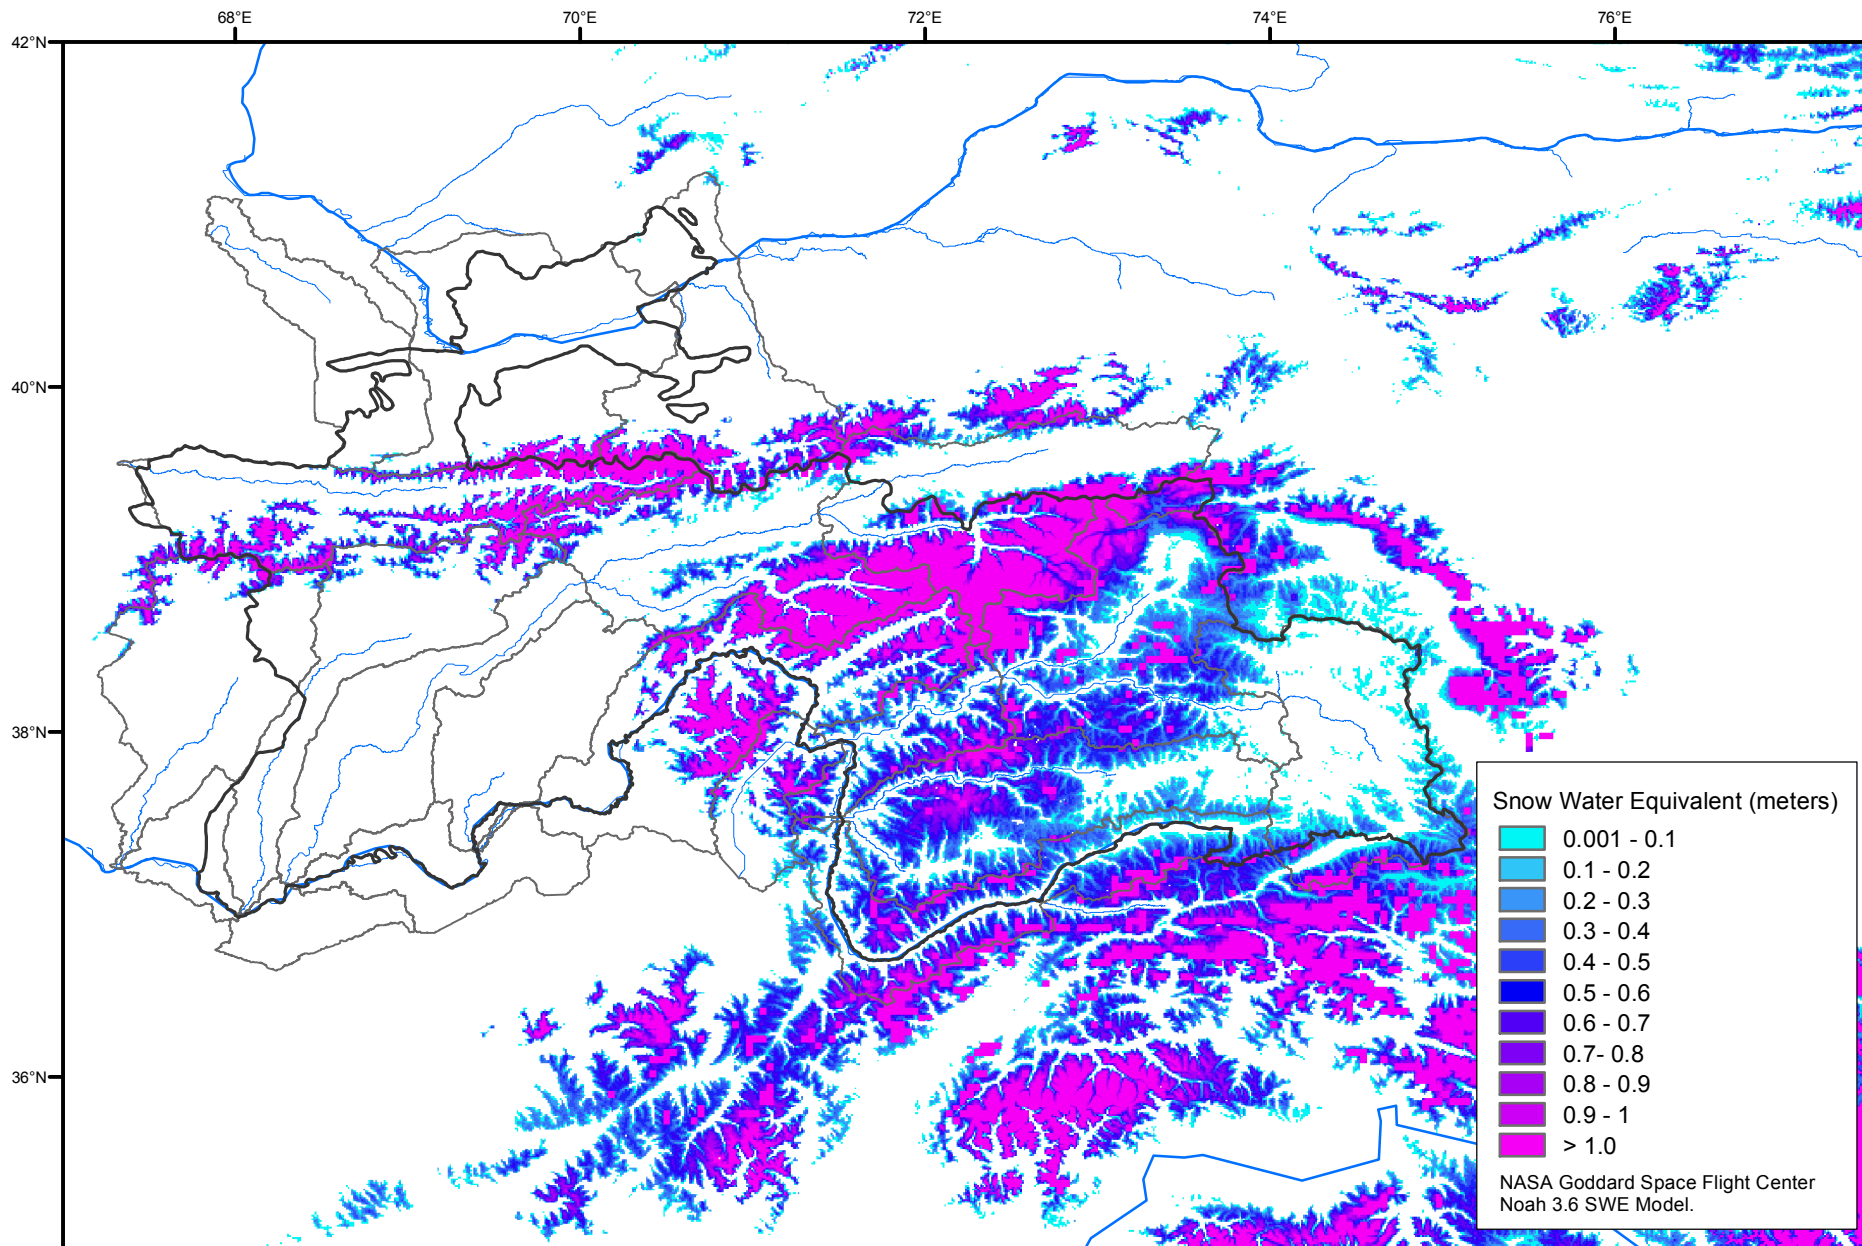 68°E
70°E
72°E
74°E
76°E
42°N
40°N
38°N
36°N
Snow Water Equivalent (meters)
0.001 - 0.1
0.1 - 0.2
0.2 - 0.3
0.3 - 0.4
0.4 - 0.5
0.5 - 0.6
0.6 - 0.7
0.7- 0.8
0.8 - 0.9
0.9 - 1
> 1.0
NASA Goddard Space Flight Center
Noah 3.6 SWE Model.